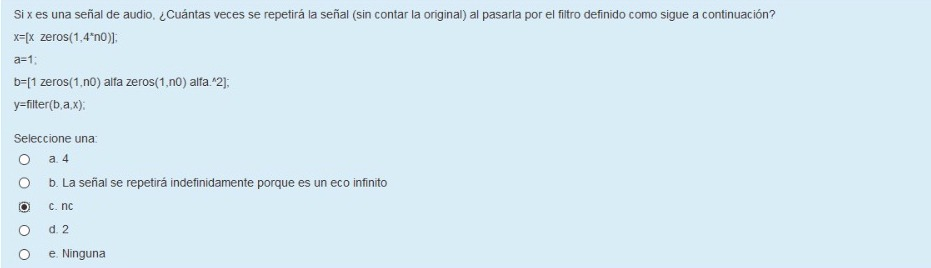 Si x es una señal de audio, ¿Cuántas veces se repetirá la señal (sin contar la original) al pasarla por el filtro definido como sigue a continuación?
x=[x zeros(1,4*n0)];
a=1;
b=[1 zeros(1,n0) alfa zeros(1,n0) alfa.^2];
y=filter(b,a,x);
Seleccione una:
a. 4
b. La señal se repetirá indefinidamente porque es un eco infinito
c. nc
d. 2
e. Ninguna